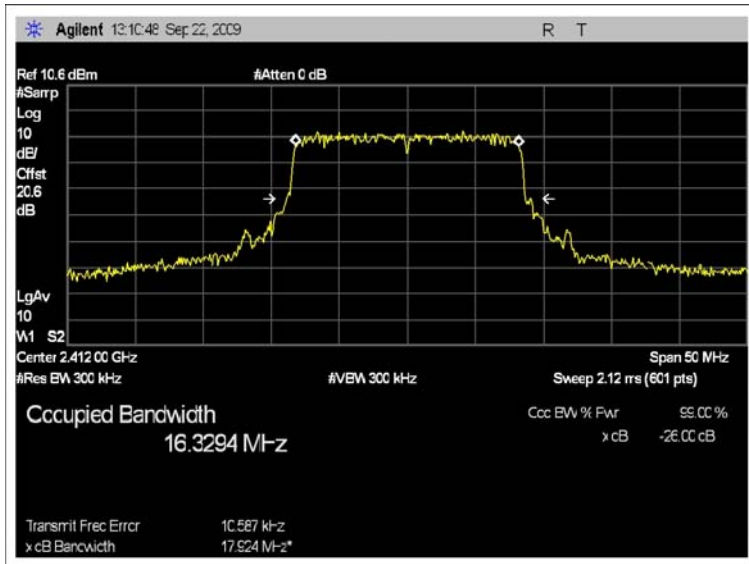 Agilent 13:10:48 Sep 22, 2009 R T
Ref 10.6 dBm #Atten 0 dB
#Samp
Log
10
dB/
Offst
20.6
dB
LgAv
10
W1 S2
Center 2.412 00 GHz Span 50 MHz
#Res BW 300 kHz #VBW 300 kHz Sweep 2.12 ms (601 pts)
Occupied Bandwidth Occ BW % Pwr 99.00 %
16.3294 MHz x dB -26.00 dB
Transmit Freq Error 10.587 kHz
x dB Bandwidth 17.924 MHz*